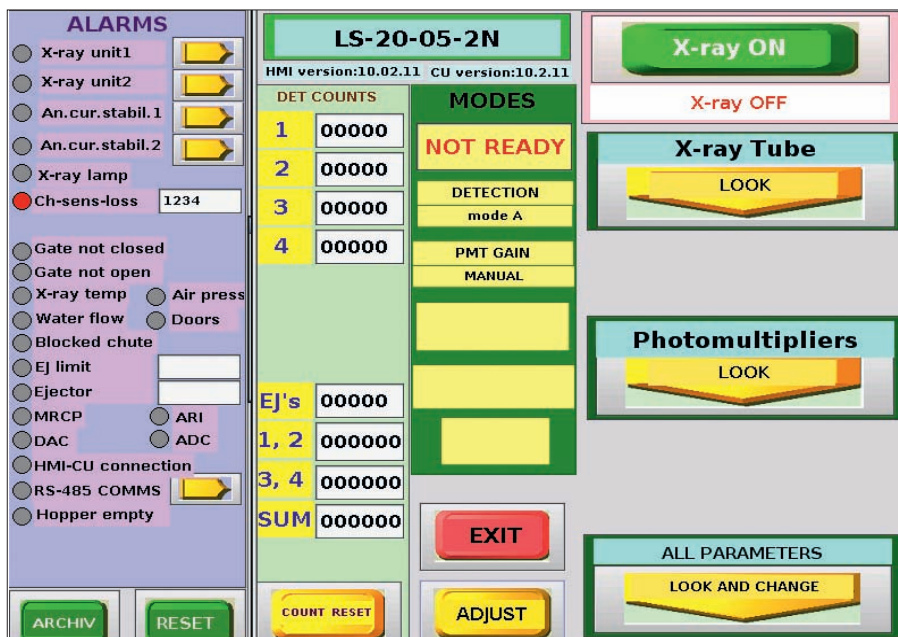 ALARMS
X-ray unit1
X-ray unit2
An.cur.stabil.1
An.cur.stabil.2
X-ray lamp
Ch-sens-loss 1234
Gate not closed
Gate not open
X-ray temp Air press
Water flow Doors
Blocked chute
EJ limit
Ejector
MRCP ARI
DAC ADC
HMI-CU connection
RS-485 COMMS
Hopper empty
ARCHIV RESET
LS-20-05-2N
HMI version:10.02.11 CU version:10.2.11
DET COUNTS
1 00000
2 00000
3 00000
4 00000
EJ's 00000
1, 2 000000
3, 4 000000
SUM 000000
COUNT RESET
MODES
NOT READY
DETECTION
mode A
PMT GAIN
MANUAL
EXIT
ADJUST
X-ray ON
X-ray OFF
X-ray Tube
LOOK
Photomultipliers
LOOK
ALL PARAMETERS
LOOK AND CHANGE